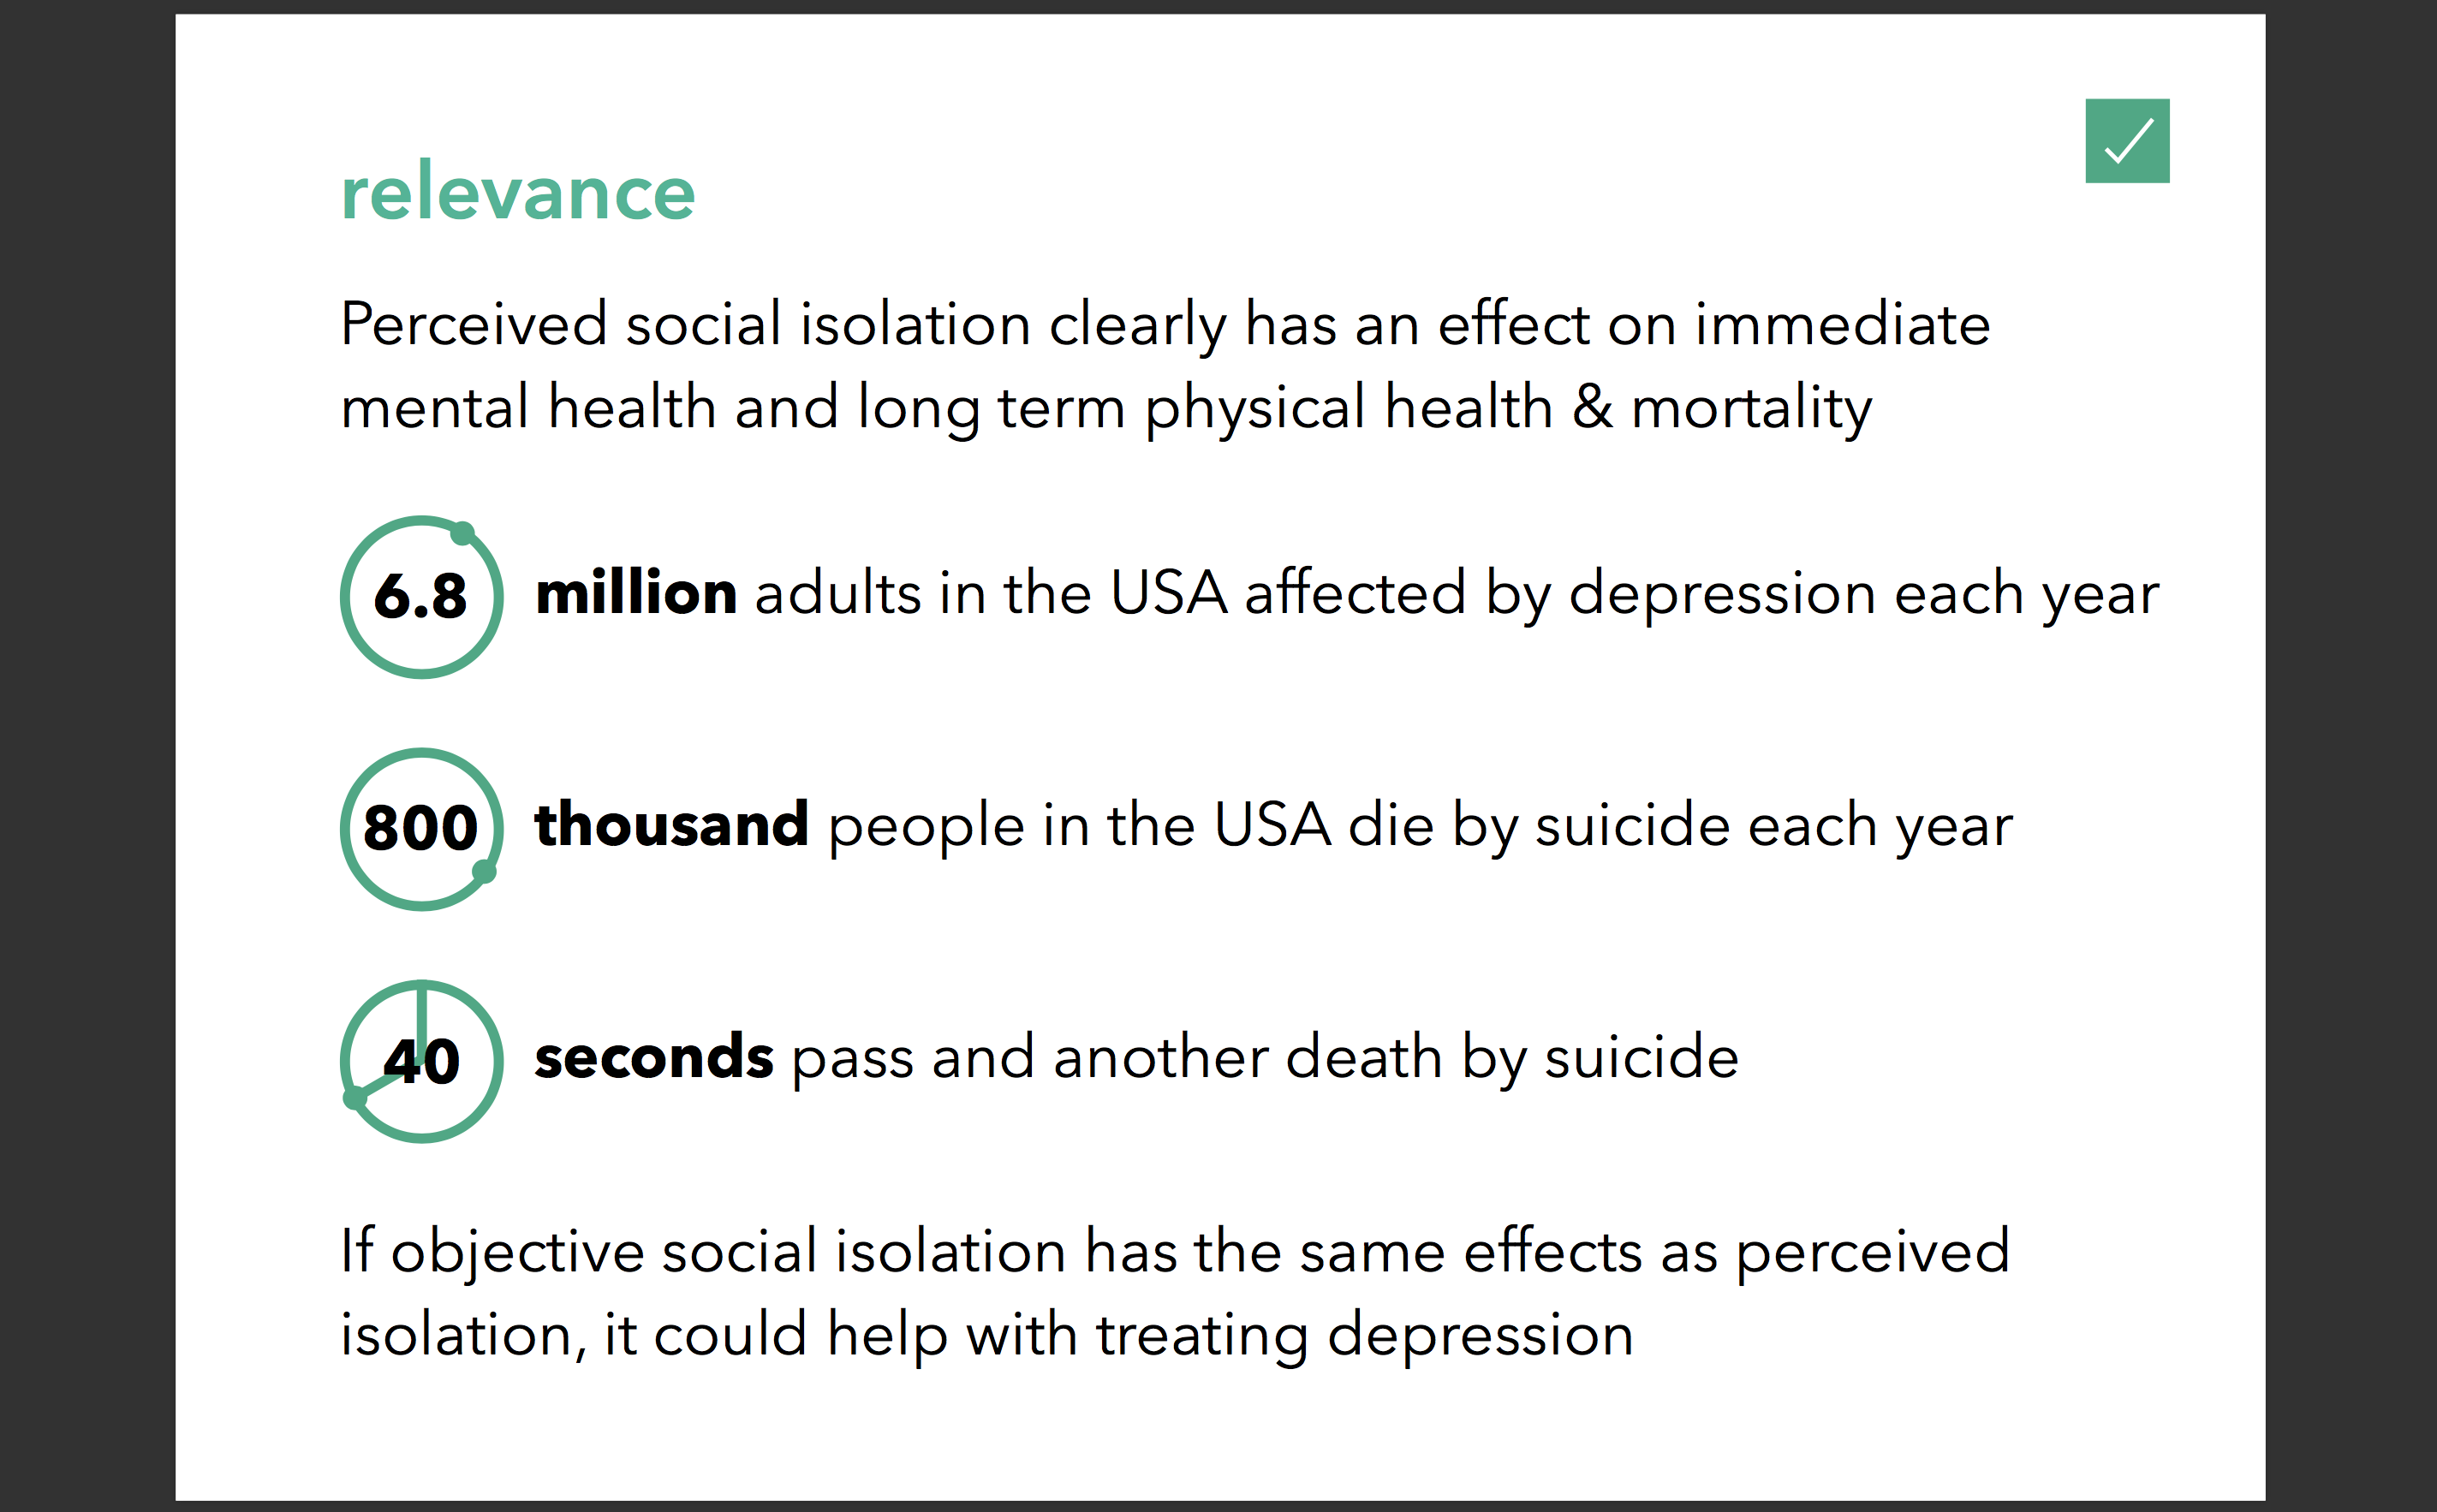 relevance
Perceived social isolation clearly has an effect on immediate
mental health and long term physical health & mortality
6.8 million adults in the USA affected by depression each year
800 thousand people in the USA die by suicide each year
40 seconds pass and another death by suicide
If objective social isolation has the same effects as perceived
isolation, it could help with treating depression